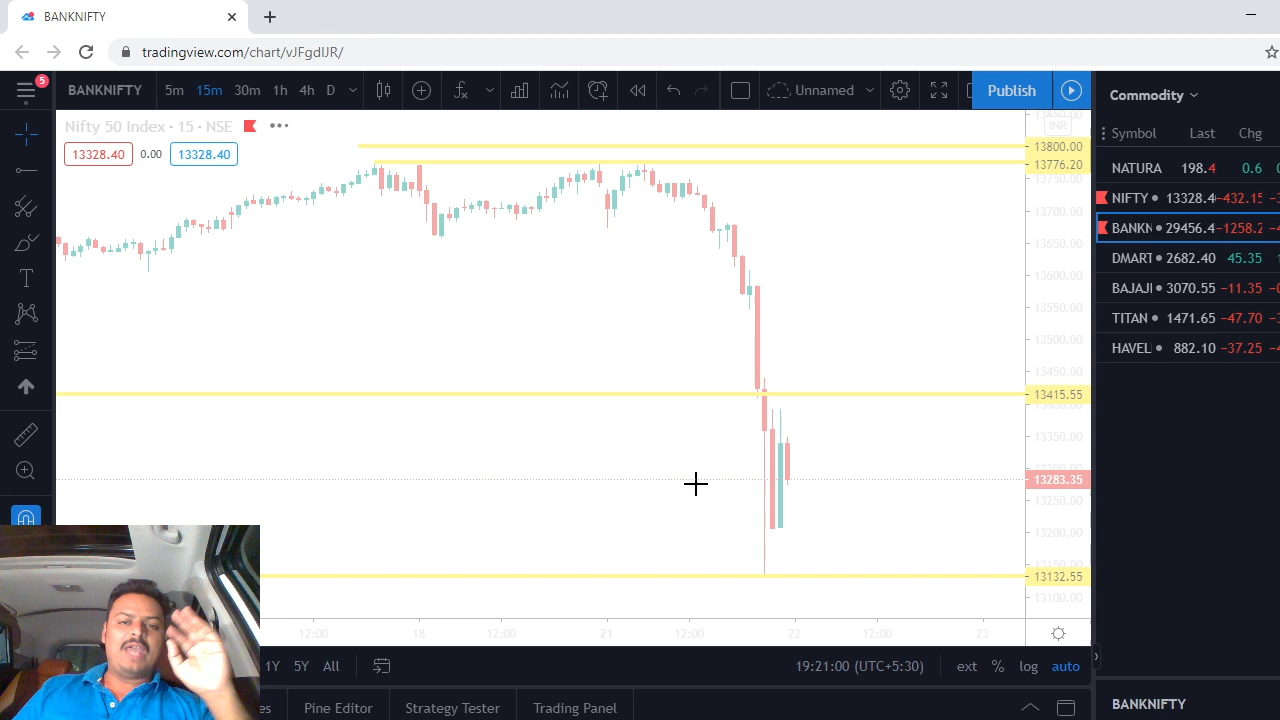 BANKNIFTY
tradingview.com/chart/vJFgdIJR/
5
BANKNIFTY 5m 15m 30m 1h 4h D Unnamed Publish
Commodity
Nifty 50 Index · 15 · NSE
INR
13328.40 0.00 13328.40
Symbol Last Chg
NATURA 198.4 0.6
NIFTY 13328.4 -432.15
BANKN 29456.4 -1258.2
DMART 2682.40 45.35
BAJAJI 3070.55 -11.35
TITAN 1471.65 -47.70
HAVEL 882.10 -37.25
13800.00
13776.20
13750.00
13700.00
13650.00
13600.00
13550.00
13500.00
13450.00
13415.55
13400.00
13350.00
13300.00
13283.35
13250.00
13200.00
13150.00
13132.55
13100.00
12:00 18 12:00 21 12:00 22 12:00 23
1Y 5Y All 19:21:00 (UTC+5:30) ext % log auto
Pine Editor Strategy Tester Trading Panel
BANKNIFTY